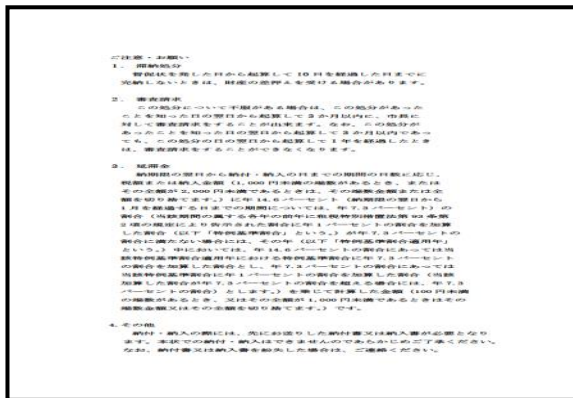 ご注意・お願い
1. 滞納処分
督促状を発した日から起算して10日を経過した日までに
完納しないときは、財産の差押えを受ける場合があります。
2. 審査請求
この処分について不服がある場合は、この処分があった
ことを知った日の翌日から起算して3か月以内に、市長に
対して審査請求をすることが出来ます。なお、この処分が
あったことを知った日の翌日から起算して3か月以内であっ
ても、この処分の翌日から起算して1年を経過したとき
は、審査請求をすることができなくなります。
3. 延滞金
納期限の翌日から納付・納入の日までの期間の日数に応じ、
税額または納入金額(1,000円未満の端数があるとき、または
その全額が2,000円未満であるときは、その端数金額または全
額を切り捨てます。)に年14.6パーセント(納期限の翌日から
1月を経過する日までの期間については、年7.3パーセント)の
割合(当該期間の属する各年の前年に租税特別措置法第93条第
2項の規定により告示された割合に年1パーセントの割合を加算
した割合(以下「特例基準割合」という。)が年7.3パーセントの
割合に満たない場合には、その年(以下「特例基準割合適用年」
という。)中においては、年14.6パーセントの割合にあっては当
該特例基準割合適用年における特例基準割合に年7.3パーセント
の割合を加算した割合とし、年7.3パーセントの割合にあっては
当該特例基準割合に年1パーセントの割合を加算した割合(当該
加算した割合が年7.3パーセントの割合を超える場合には、年7.3
パーセントの割合)とします。)を乗じて計算した金額(100円未満
の端数があるとき、又はその全額が1,000円未満であるときはその
端数金額又はその全額を切り捨てます。)です。
4.その他
納付・納入の際には、先にお送りした納付書又は納入書が必要となり
ます。本状での納付・納入はできませんのであらかじめご了承ください。
なお、納付書又は納入書を紛失した場合は、ご連絡ください。